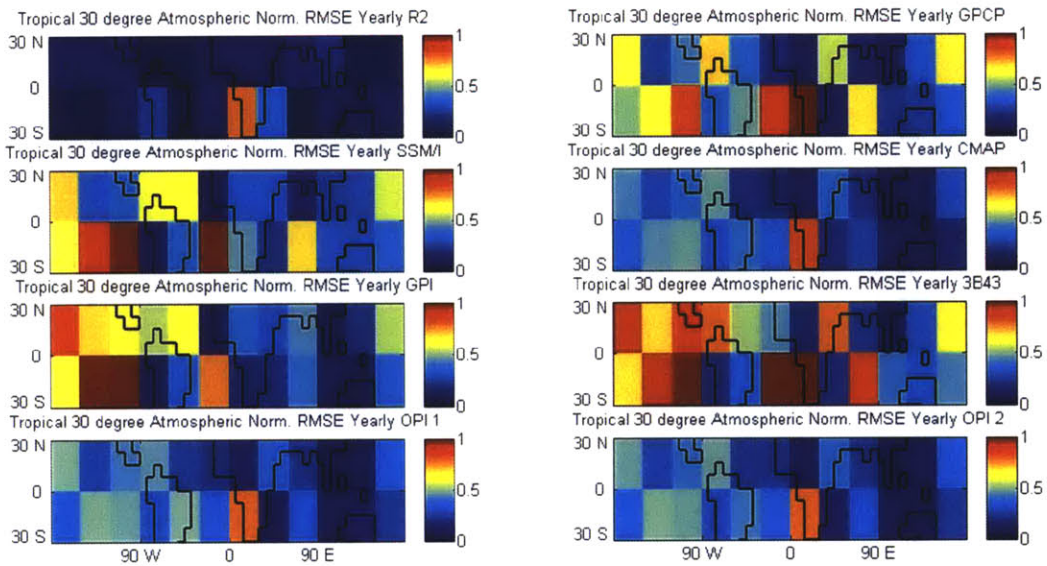 Tropical 30 degree Atmospheric Norm. RMSE Yearly R2
30 N
0
30 S
1
0.5
0
Tropical 30 degree Atmospheric Norm. RMSE Yearly SSM/I
30 N
0
30 S
1
0.5
0
Tropical 30 degree Atmospheric Norm. RMSE Yearly GPI
30 N
0
30 S
1
0.5
0
Tropical 30 degree Atmospheric Norm. RMSE Yearly OPI 1
30 N
0
30 S
90 W 0 90 E
1
0.5
0
Tropical 30 degree Atmospheric Norm. RMSE Yearly GPCP
30 N
0
30 S
1
0.5
0
Tropical 30 degree Atmospheric Norm. RMSE Yearly CMAP
30 N
0
30 S
1
0.5
0
Tropical 30 degree Atmospheric Norm. RMSE Yearly 3B43
30 N
0
30 S
1
0.5
0
Tropical 30 degree Atmospheric Norm. RMSE Yearly OPI 2
30 N
0
30 S
90 W 0 90 E
1
0.5
0